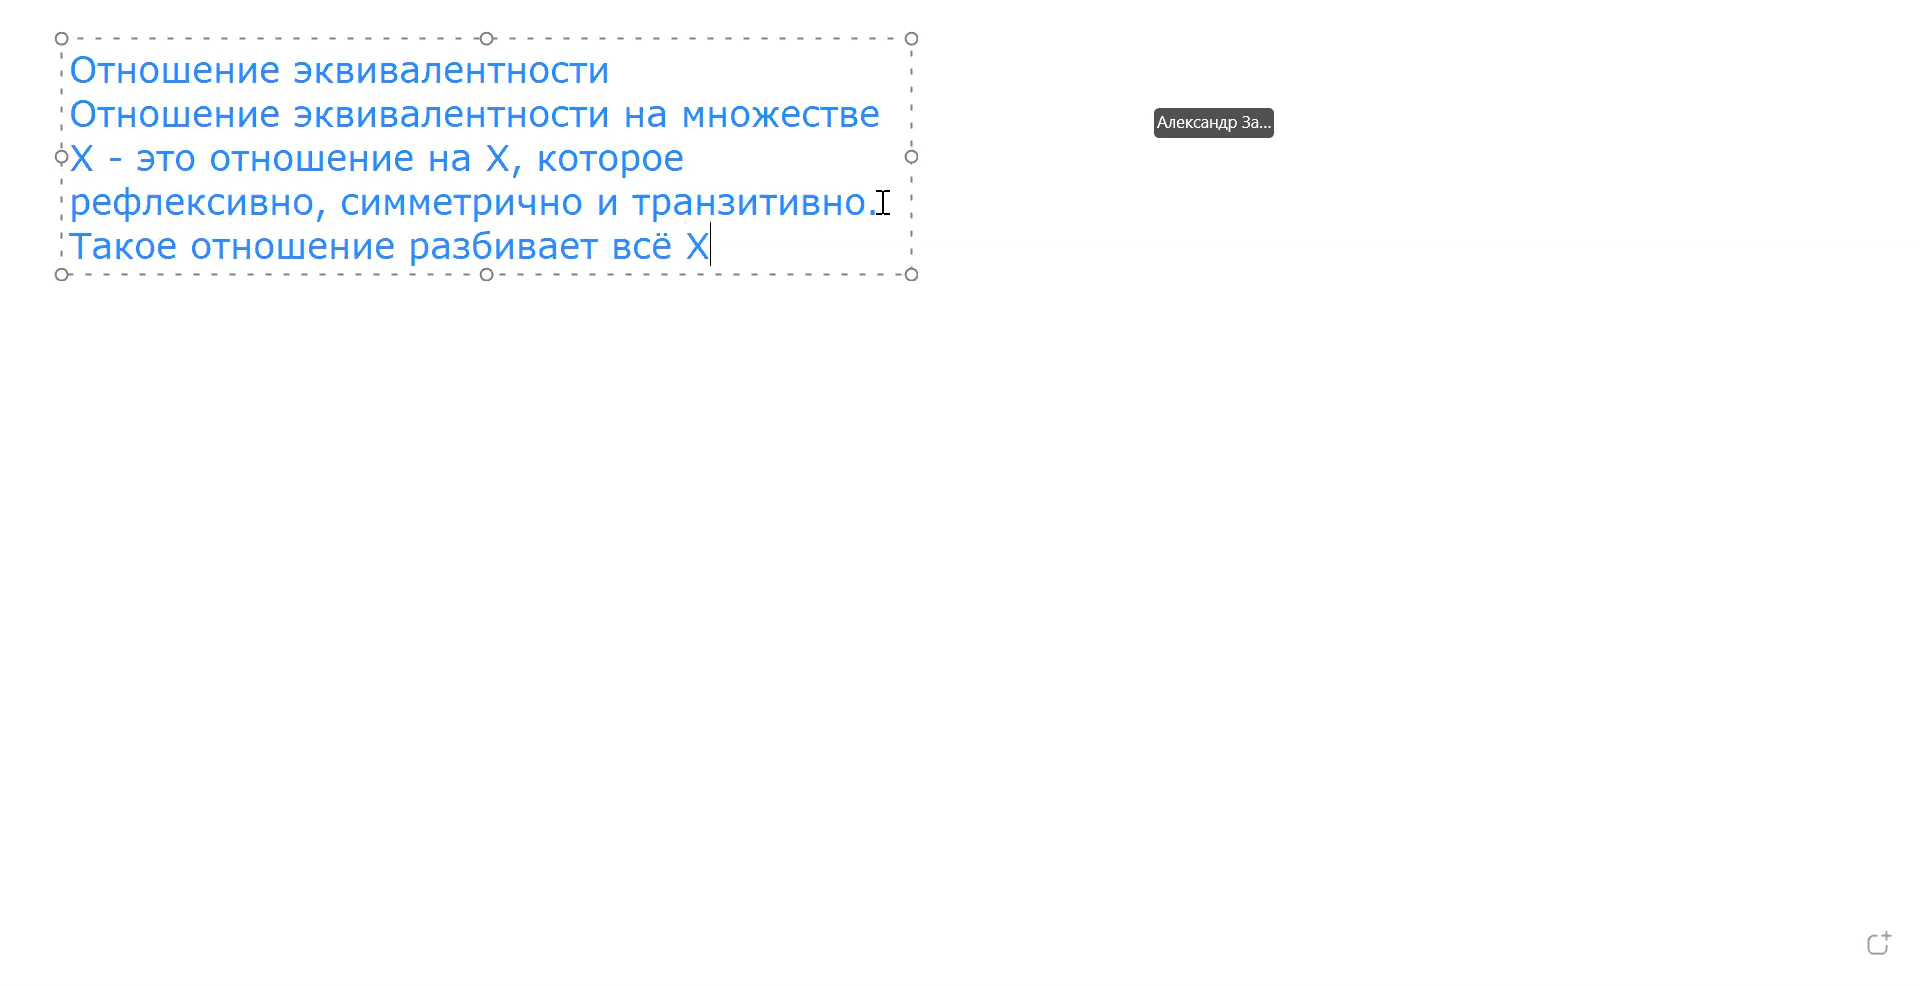 Отношение эквивалентности
Отношение эквивалентности на множестве
X - это отношение на X, которое
рефлексивно, симметрично и транзитивно.
Такое отношение разбивает всё X
Александр За...